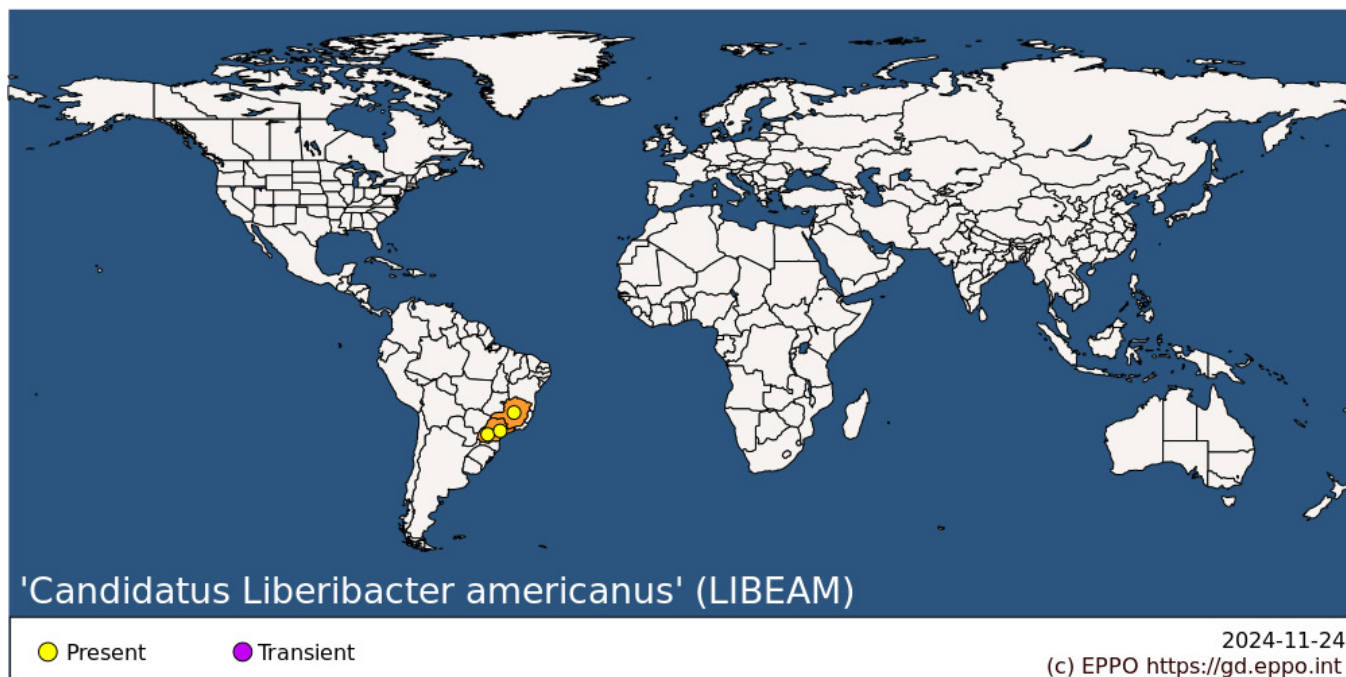 'Candidatus Liberibacter americanus' (LIBEAM)
Present
Transient
2024-11-24
(c) EPPO https://gd.eppo.int